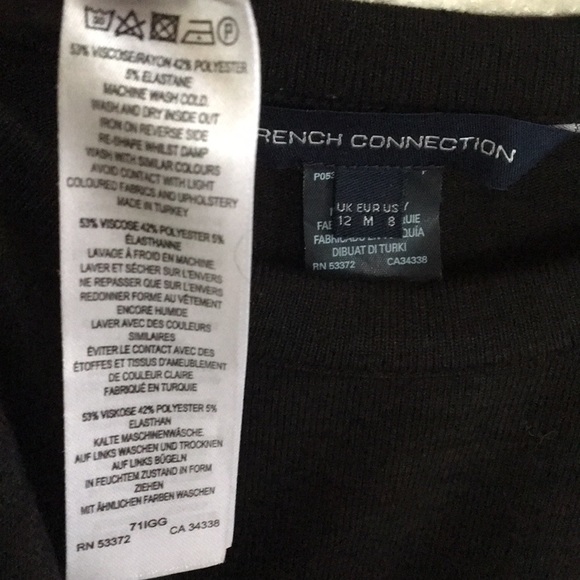 53% VISCOSE/RAYON 42% POLYESTER
5% ELASTANE
MACHINE WASH COLD.
WASH AND DRY INSIDE OUT
IRON ON REVERSE SIDE
RE-SHAPE WHILST DAMP
WASH WITH SIMILAR COLOURS
AVOID CONTACT WITH LIGHT
COLOURED FABRICS AND UPHOLSTERY
MADE IN TURKEY
53% VISCOSE 42% POLYESTER 5%
ÉLASTHANNE
LAVAGE À FROID EN MACHINE.
LAVER ET SÉCHER SUR L'ENVERS
NE REPASSER QUE SUR L'ENVERS
REDONNER FORME AU VÊTEMENT
ENCORE HUMIDE
LAVER AVEC DES COULEURS
SIMILAIRES
ÉVITER LE CONTACT AVEC DES
ÉTOFFES ET TISSUS D'AMEUBLEMENT
DE COULEUR CLAIRE
FABRIQUÉ EN TURQUIE
53% VISKOSE 42% POLYESTER 5%
ELASTHAN
KALTE MASCHINENWÄSCHE.
AUF LINKS WASCHEN UND TROCKNEN
AUF LINKS BÜGELN
IN FEUCHTEM ZUSTAND IN FORM
ZIEHEN
MIT ÄHNLICHEN FARBEN WASCHEN
71IGG
RN 53372 CA 34338
RENCH CONNECTION
UK EUR US
12 M 8
DIBUAT DI TURKI
RN 53372 CA34338